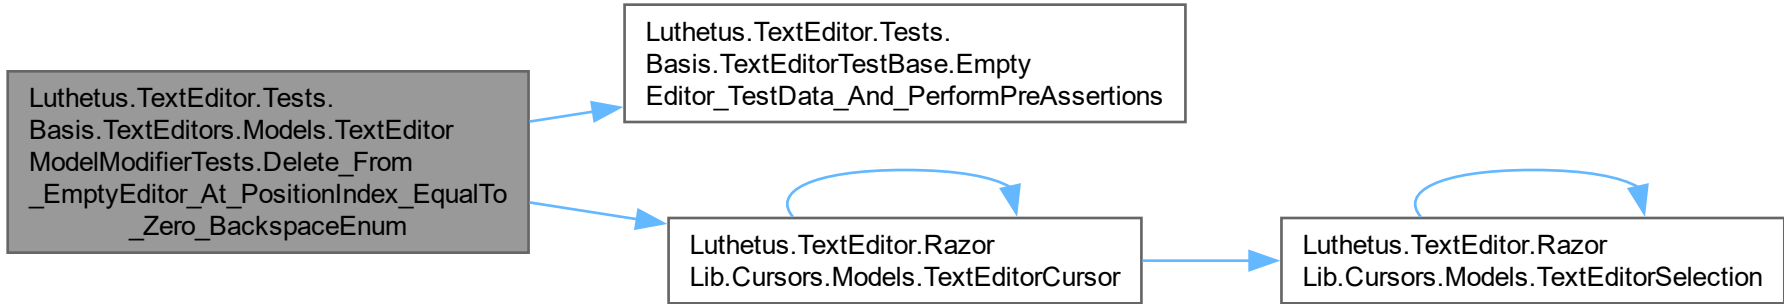 Luthetus.TextEditor.Tests.
Basis.TextEditors.Models.TextEditor
ModelModifierTests.Delete_From
_EmptyEditor_At_PositionIndex_EqualTo
_Zero_BackspaceEnum
Luthetus.TextEditor.Tests.
Basis.TextEditorTestBase.Empty
Editor_TestData_And_PerformPreAssertions
Luthetus.TextEditor.Razor
Lib.Cursors.Models.TextEditorCursor
Luthetus.TextEditor.Razor
Lib.Cursors.Models.TextEditorSelection